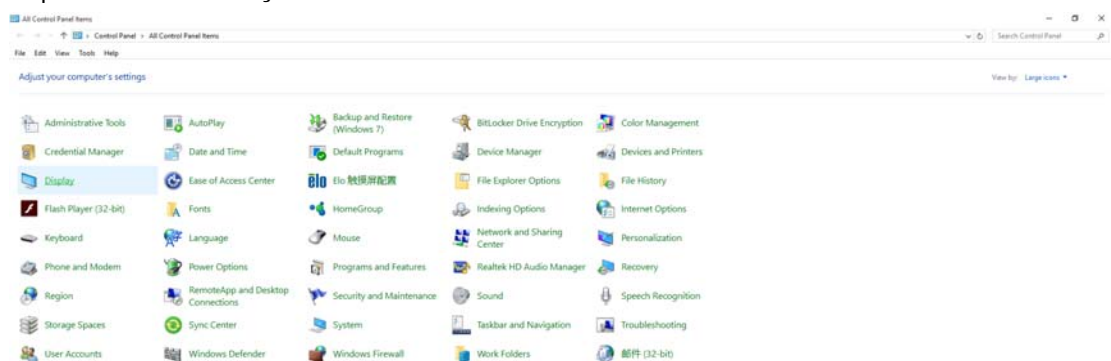 All Control Panel Items
Control Panel > All Control Panel Items
Search Control Panel
File Edit View Tools Help
Adjust your computer's settings
View by: Large icons
Administrative Tools
AutoPlay
Backup and Restore
(Windows 7)
BitLocker Drive Encryption
Color Management
Credential Manager
Date and Time
Default Programs
Device Manager
Devices and Printers
Display
Ease of Access Center
elo Elo 触摸屏配置
File Explorer Options
File History
Flash Player (32-bit)
Fonts
HomeGroup
Indexing Options
Internet Options
Keyboard
Language
Mouse
Network and Sharing
Center
Personalization
Phone and Modem
Power Options
Programs and Features
Realtek HD Audio Manager
Recovery
Region
RemoteApp and Desktop
Connections
Security and Maintenance
Sound
Speech Recognition
Storage Spaces
Sync Center
System
Taskbar and Navigation
Troubleshooting
User Accounts
Windows Defender
Windows Firewall
Work Folders
邮件 (32-bit)